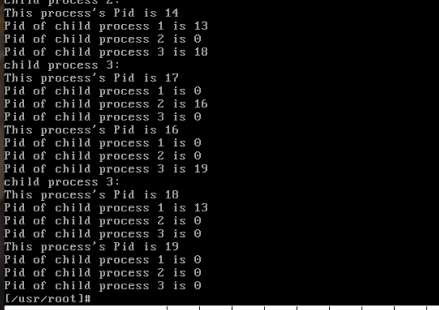 child process 2:
This process's Pid is 14
Pid of child process 1 is 13
Pid of child process 2 is 0
Pid of child process 3 is 18
child process 3:
This process's Pid is 17
Pid of child process 1 is 0
Pid of child process 2 is 16
Pid of child process 3 is 0
This process's Pid is 16
Pid of child process 1 is 0
Pid of child process 2 is 0
Pid of child process 3 is 19
child process 3:
This process's Pid is 18
Pid of child process 1 is 13
Pid of child process 2 is 0
Pid of child process 3 is 0
This process's Pid is 19
Pid of child process 1 is 0
Pid of child process 2 is 0
Pid of child process 3 is 0
[/usr/root]#